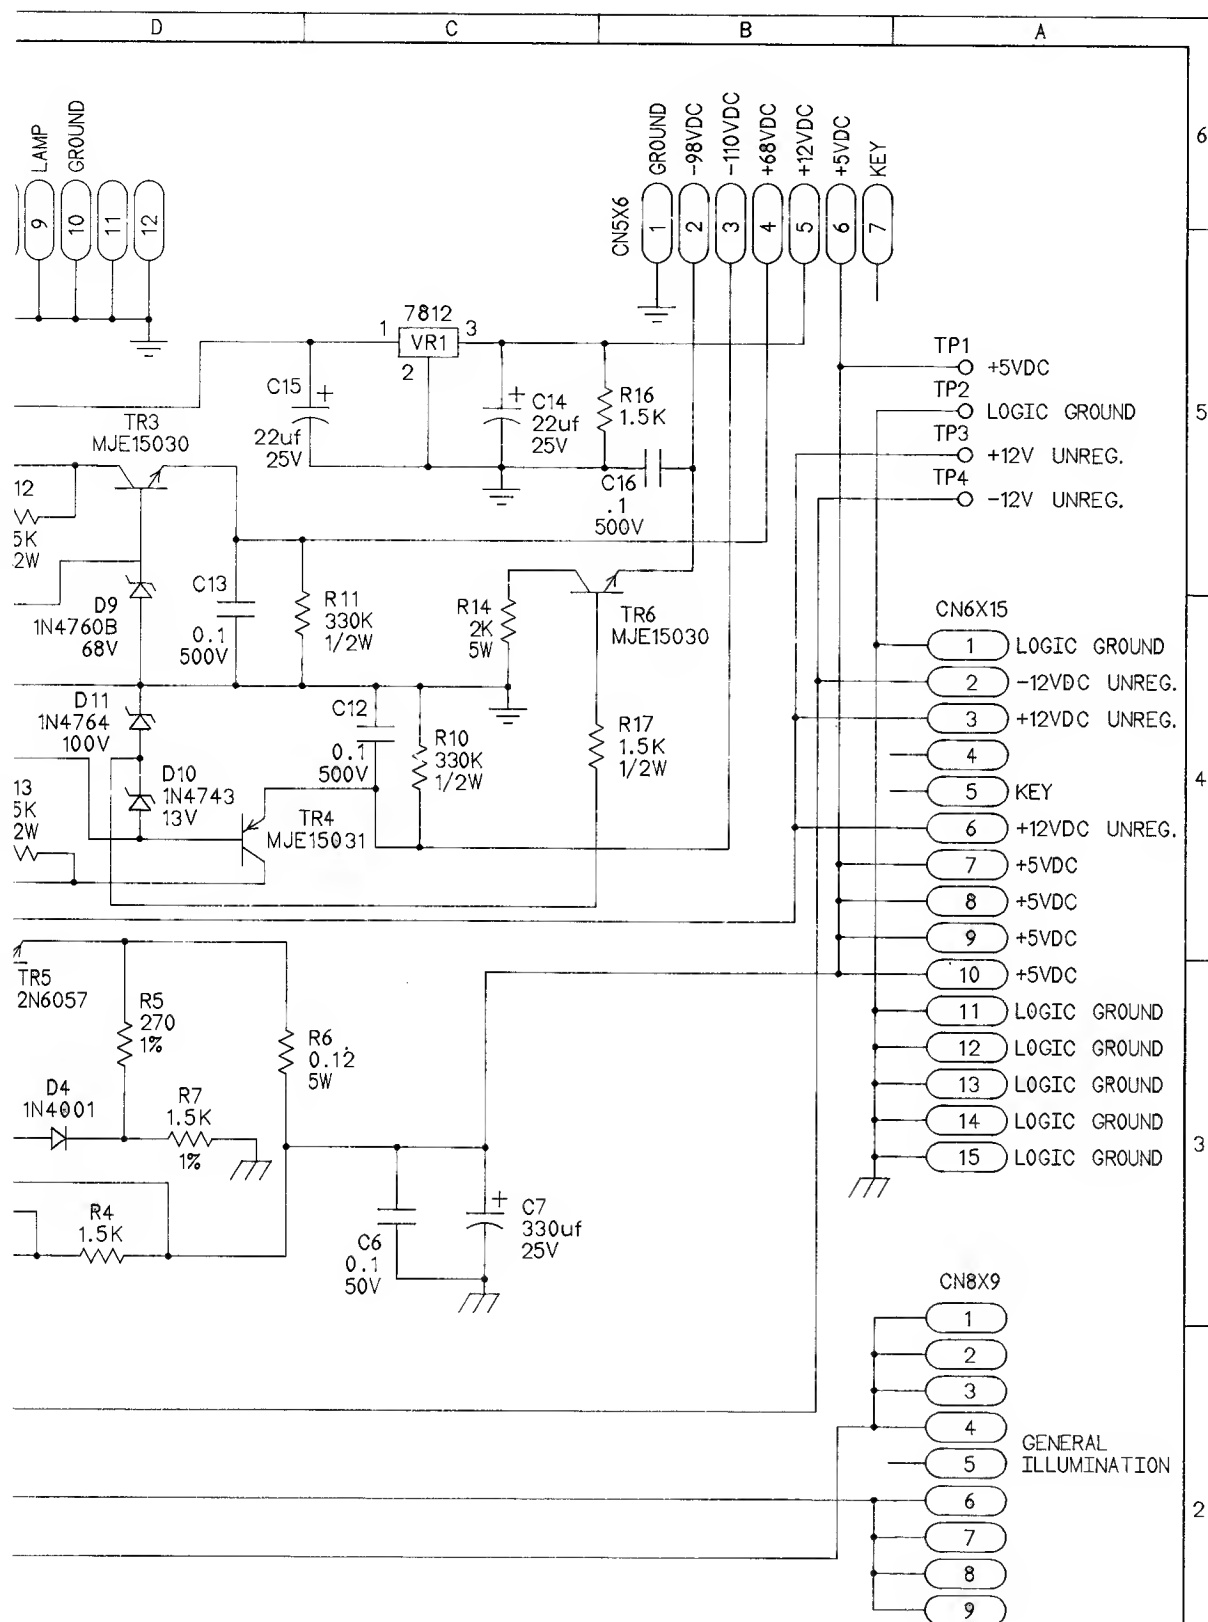 D
C
B
A
6
LAMP
GROUND
9
10
11
12
CN5X6
GROUND
-98VDC
-110VDC
+68VDC
+12VDC
+5VDC
KEY
1
2
3
4
5
6
7
7812
1
VR1
3
2
C15
+
22uf
25V
+
C14
22uf
25V
R16
1.5K
C16
.1
500V
TP1
+5VDC
TP2
LOGIC GROUND
TP3
+12V UNREG.
TP4
-12V UNREG.
5
TR3
MJE15030
12
5K
2W
D9
1N4760B
68V
C13
0.1
500V
R11
330K
1/2W
R14
2K
5W
TR6
MJE15030
D11
1N4764
100V
C12
0.1
500V
R10
330K
1/2W
R17
1.5K
1/2W
D10
1N4743
13V
13
5K
2W
TR4
MJE15031
CN6X15
1 LOGIC GROUND
2 -12VDC UNREG.
3 +12VDC UNREG.
4
5 KEY
6 +12VDC UNREG.
7 +5VDC
8 +5VDC
9 +5VDC
10 +5VDC
11 LOGIC GROUND
12 LOGIC GROUND
13 LOGIC GROUND
14 LOGIC GROUND
15 LOGIC GROUND
4
TR5
2N6057
R5
270
1%
R6
0.12
5W
D4
1N4001
R7
1.5K
1%
R4
1.5K
C6
0.1
50V
+
C7
330uf
25V
3
CN8X9
1
2
3
4
5
6
7
8
9
GENERAL
ILLUMINATION
2